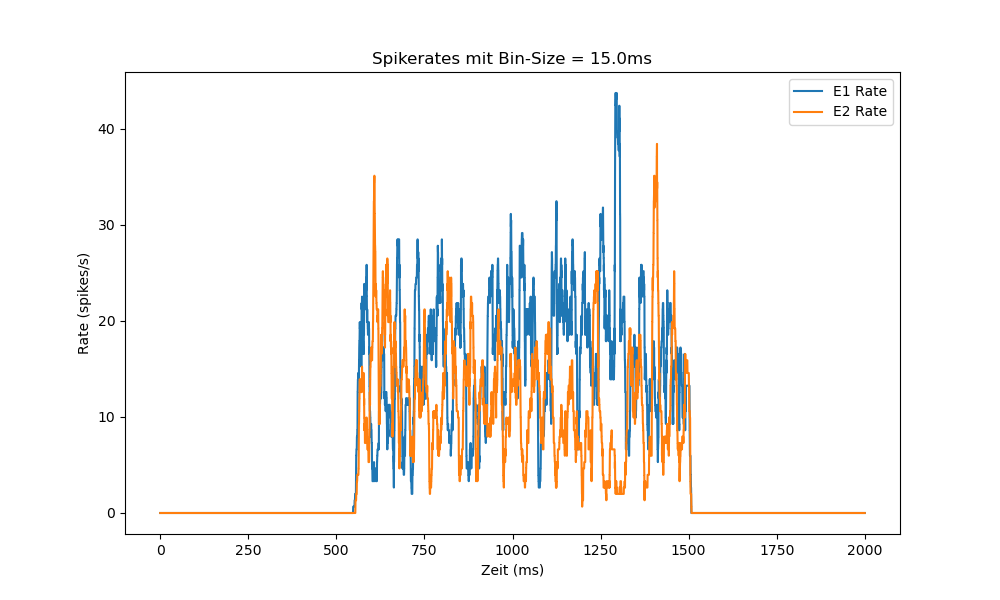 Spikerates mit Bin-Size = 15.0ms
E1 Rate
E2 Rate
Rate (spikes/s)
40
30
20
10
0
0 250 500 750 1000 1250 1500 1750 2000
Zeit (ms)